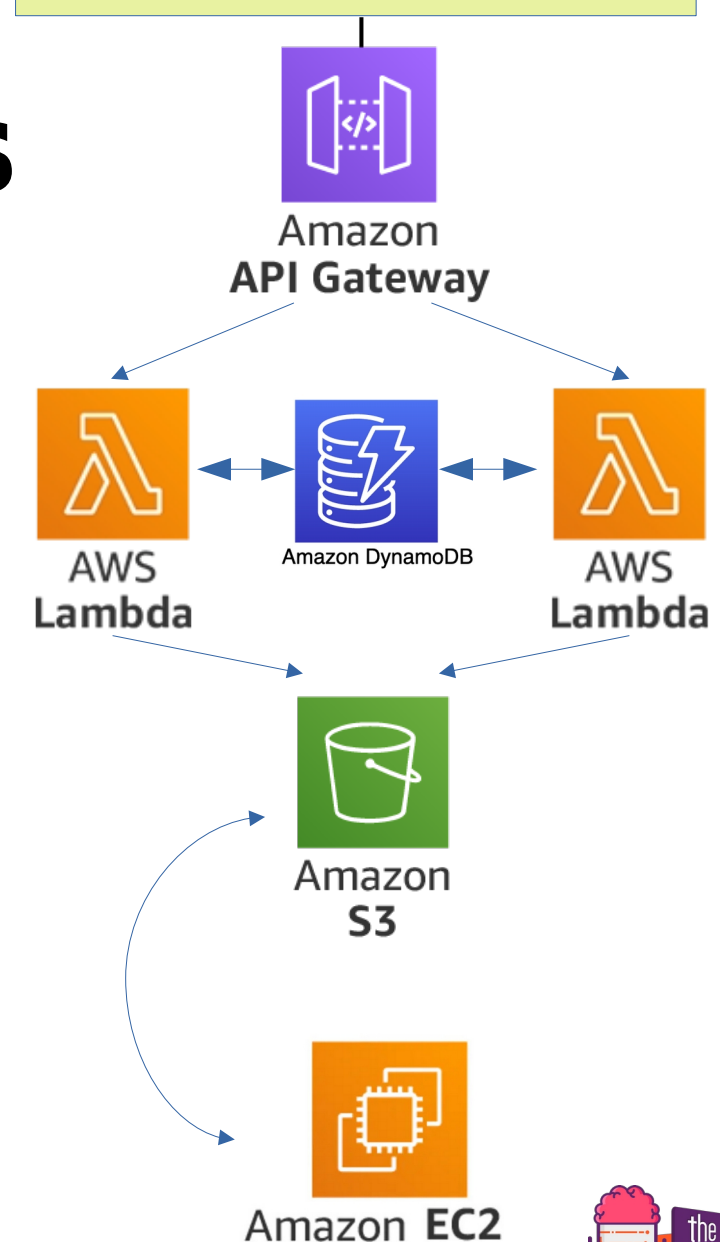 s
</>
Amazon
API Gateway
Amazon DynamoDB
AWS
Lambda
AWS
Lambda
Amazon
S3
Amazon EC2
the